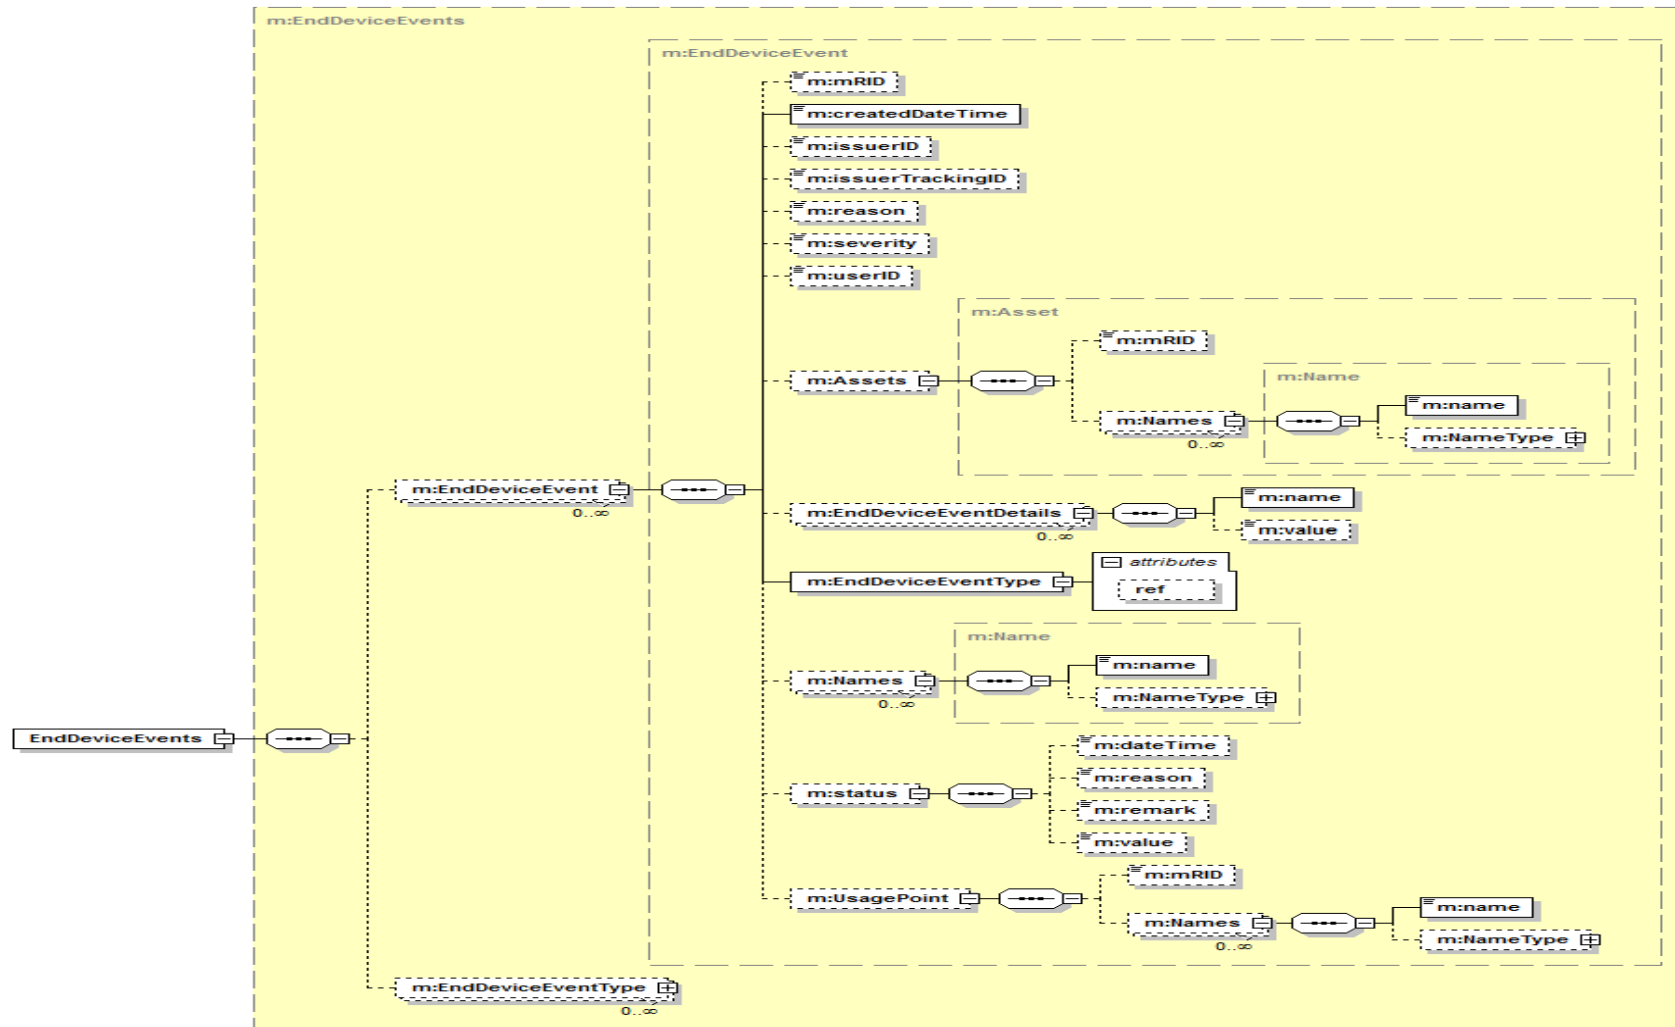 m:EndDeviceEvents
m:EndDeviceEvent
m:mRID
m:createdDateTime
m:issuerID
m:issuerTrackingID
m:reason
m:severity
m:userID
m:Asset
m:mRID
m:Assets
m:Name
m:name
m:Names
m:NameType
0..∞
m:EndDeviceEvent
0..∞
m:name
m:EndDeviceEventDetails
m:value
0..∞
attributes
m:EndDeviceEventType
ref
m:Name
m:name
m:Names
m:NameType
0..∞
EndDeviceEvents
m:dateTime
m:reason
m:status
m:remark
m:value
m:mRID
m:UsagePoint
m:name
m:Names
m:NameType
0..∞
m:EndDeviceEventType
0..∞